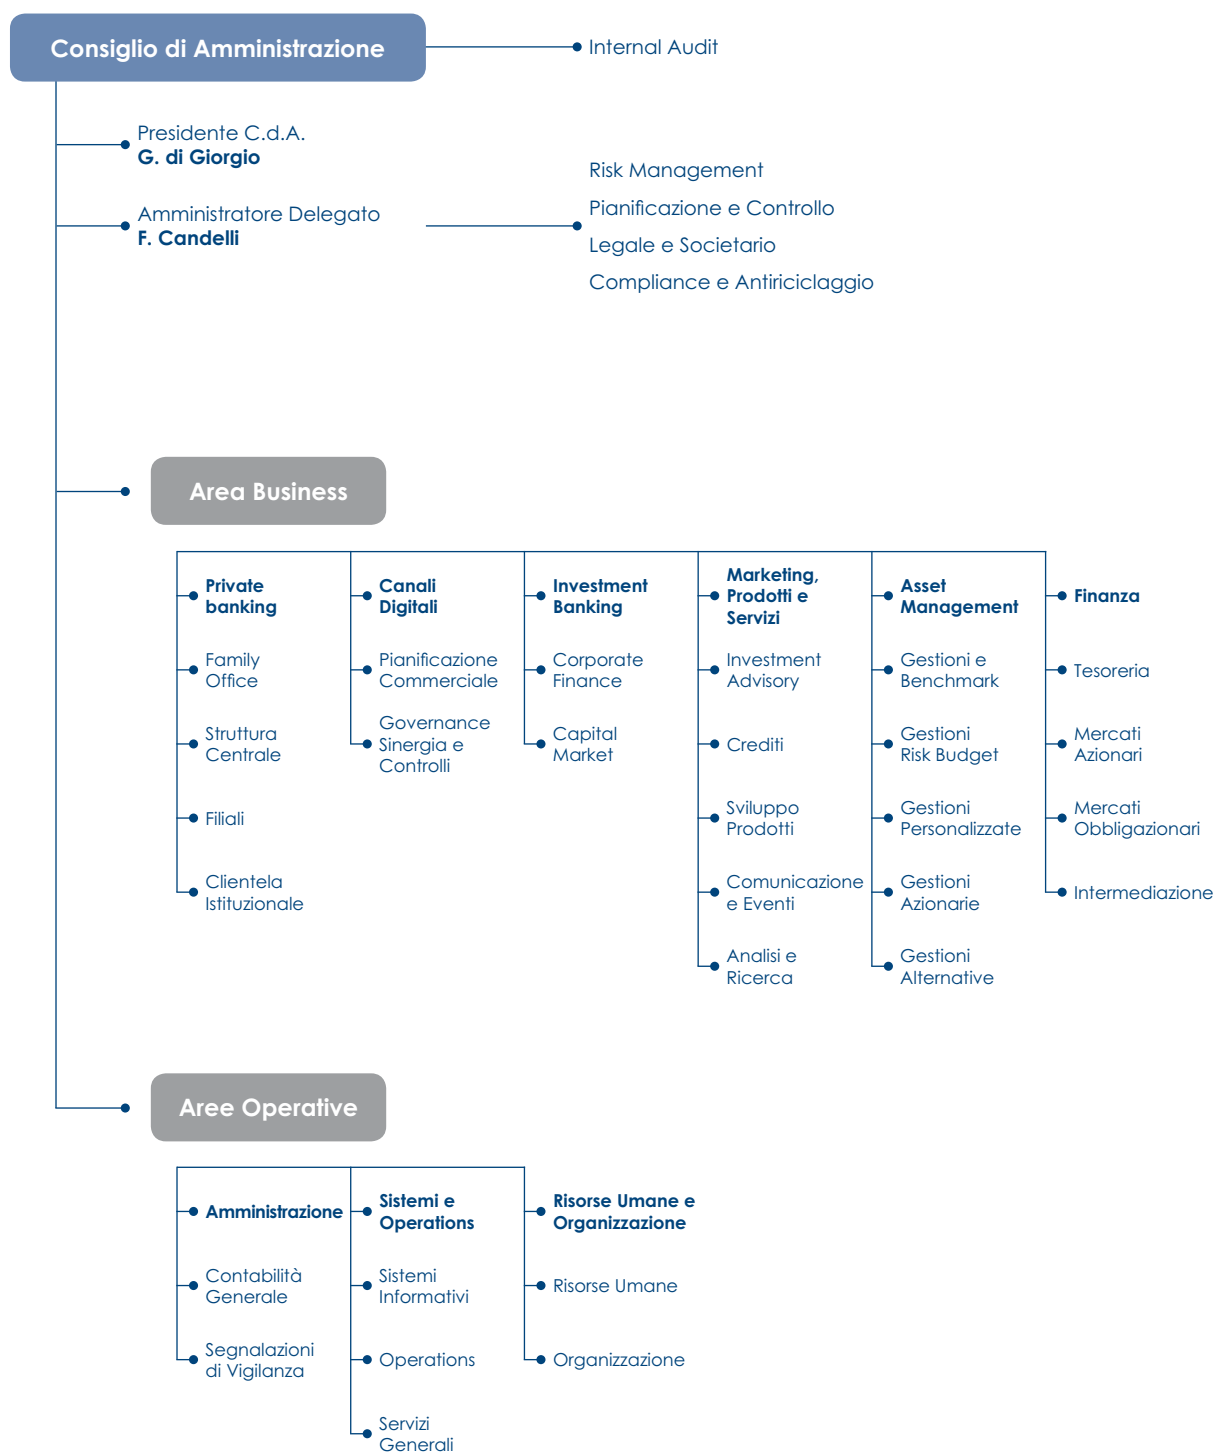 Consiglio di Amministrazione
Internal Audit
Presidente C.d.A.
G. di Giorgio
Amministratore Delegato
F. Candelli
Risk Management
Pianificazione e Controllo
Legale e Societario
Compliance e Antiriciclaggio
Area Business
Private
banking
Family
Office
Struttura
Centrale
Filiali
Clientela
Istituzionale
Canali
Digitali
Pianificazione
Commerciale
Governance
Sinergia e
Controlli
Investment
Banking
Corporate
Finance
Capital
Market
Marketing,
Prodotti e
Servizi
Investment
Advisory
Crediti
Sviluppo
Prodotti
Comunicazione
e Eventi
Analisi e
Ricerca
Asset
Management
Gestioni e
Benchmark
Gestioni
Risk Budget
Gestioni
Personalizzate
Gestioni
Azionarie
Gestioni
Alternative
Finanza
Tesoreria
Mercati
Azionari
Mercati
Obbligazionari
Intermediazione
Aree Operative
Amministrazione
Contabilità
Generale
Segnalazioni
di Vigilanza
Sistemi e
Operations
Sistemi
Informativi
Operations
Servizi
Generali
Risorse Umane e
Organizzazione
Risorse Umane
Organizzazione